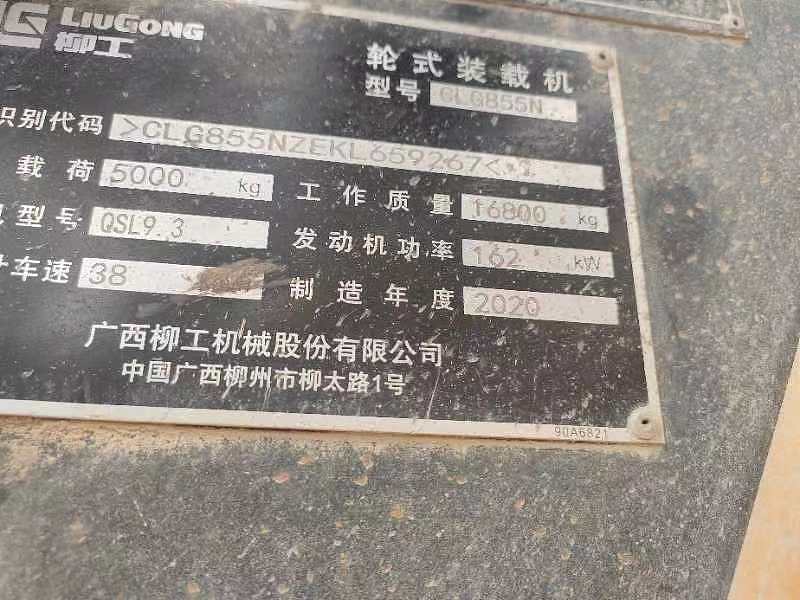 LIUGONG
柳工
轮式装载机
型号 CLG855N
识别代码 >CLG855NZEKL659267<
载荷 5000 kg 工作质量 16800 kg
型号 QSL9.3 发动机功率 162 kW
车速 38 制造年度 2020
广西柳工机械股份有限公司
中国广西柳州市柳太路1号
90A6821